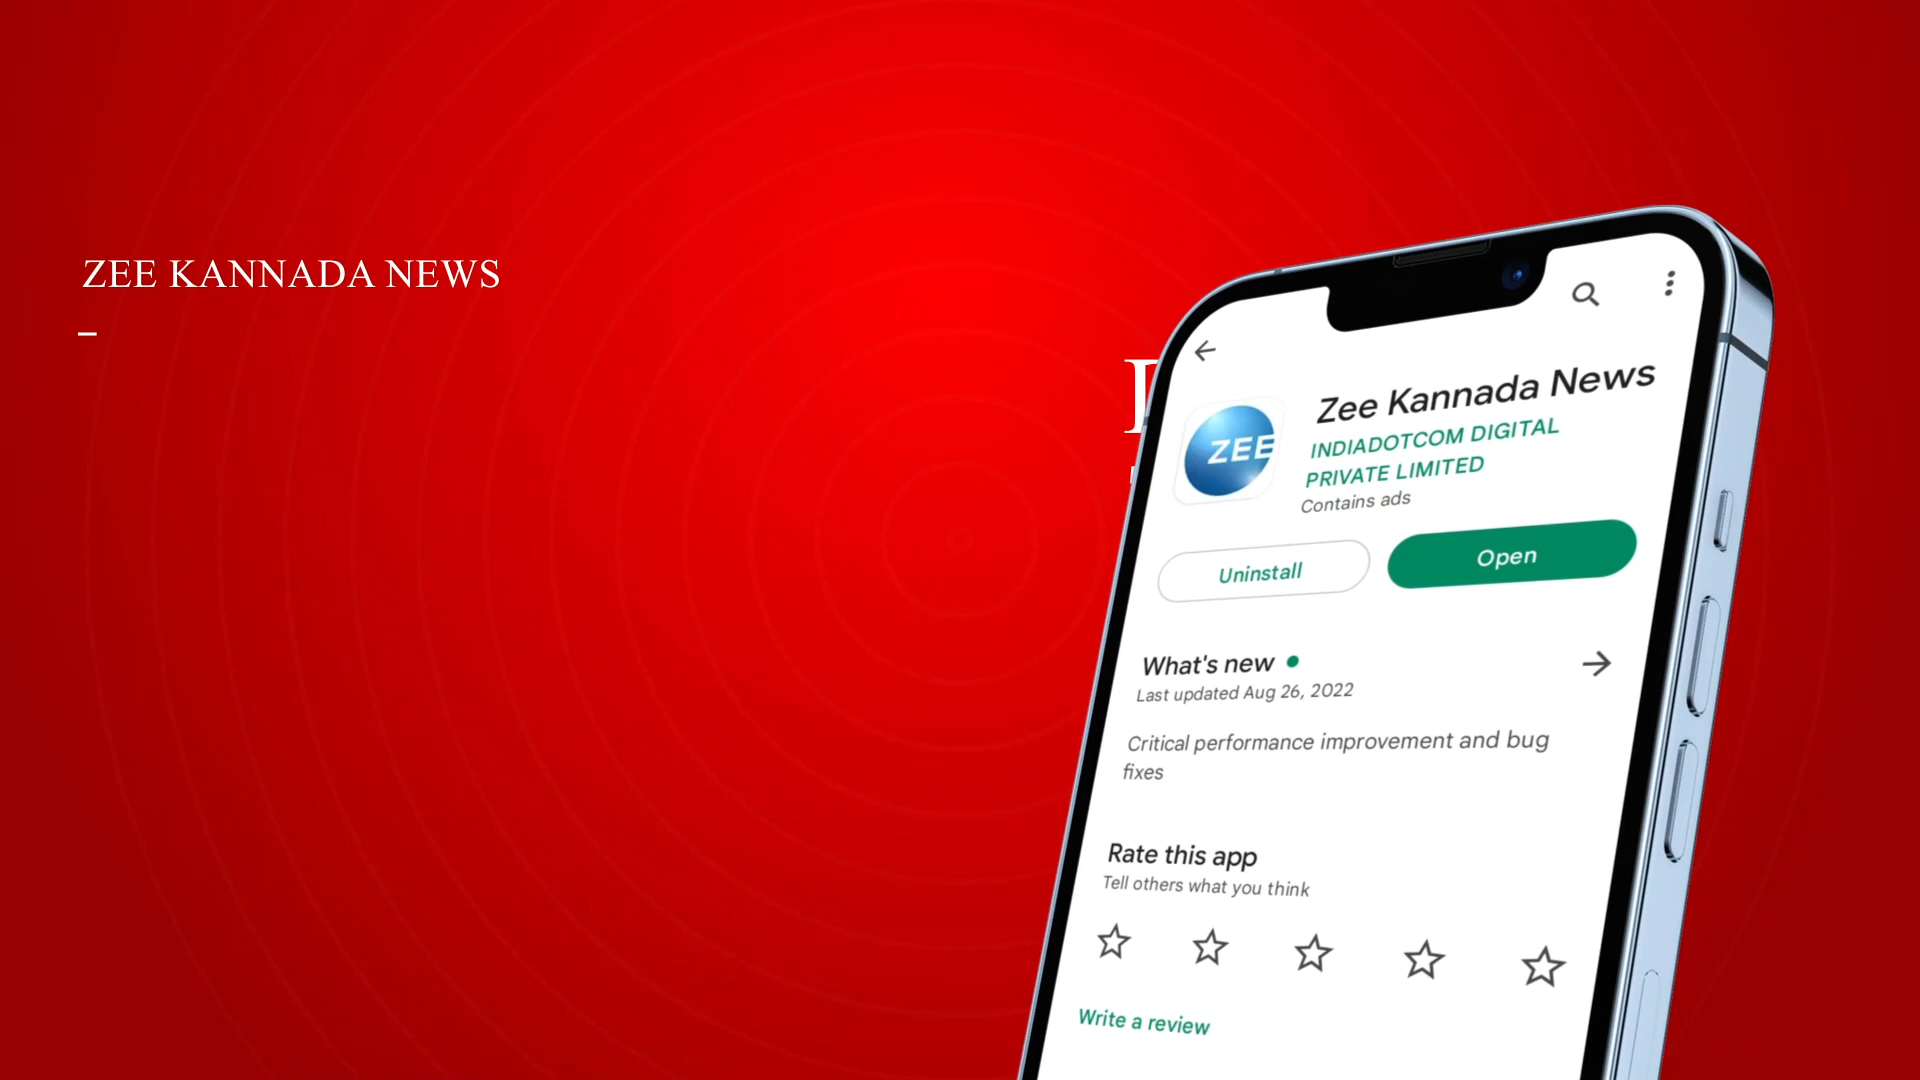 ZEE KANNADA NEWS
Zee Kannada News
ZEE
INDIADOTCOM DIGITAL
PRIVATE LIMITED
Contains ads
Uninstall
Open
What's new
Last updated Aug 26, 2022
Critical performance improvement and bug
fixes
Rate this app
Tell others what you think
Write a review